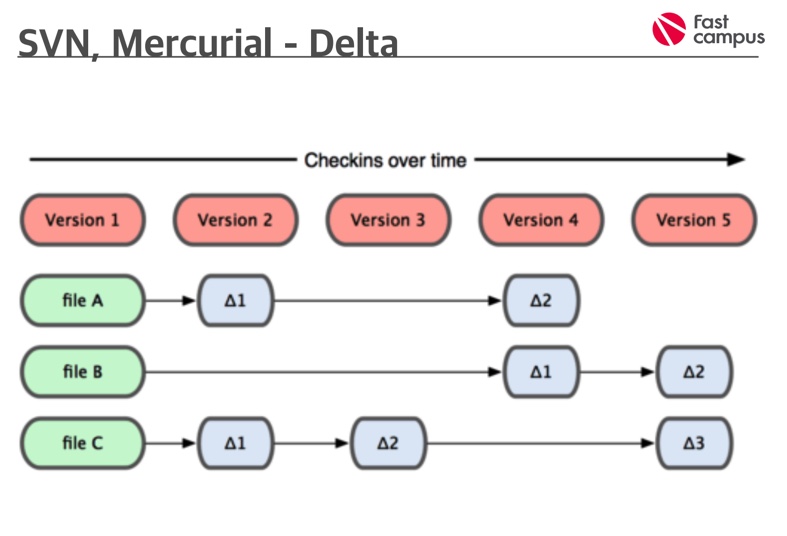 SVN, Mercurial - Delta
Fast
campus
Checkins over time
Version 1 Version 2 Version 3 Version 4 Version 5
file A Δ1 Δ2
file B Δ1 Δ2
file C Δ1 Δ2 Δ3